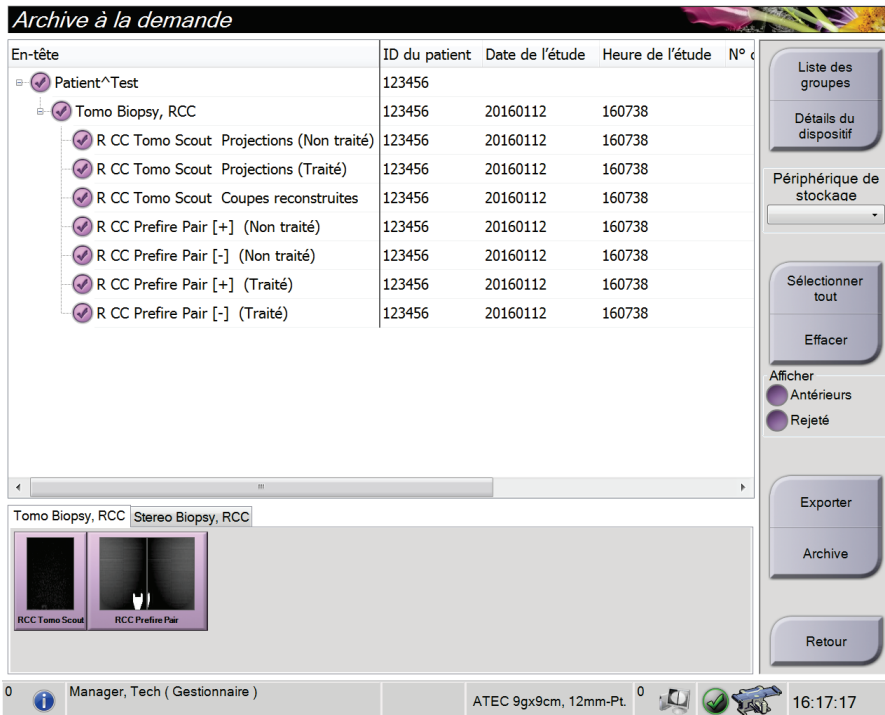 Archive à la demande
En-tête ID du patient Date de l'étude Heure de l'étude N°
Patient^Test 123456
Tomo Biopsy, RCC 123456 20160112 160738
R CC Tomo Scout Projections (Non traité) 123456 20160112 160738
R CC Tomo Scout Projections (Traité) 123456 20160112 160738
R CC Tomo Scout Coupes reconstruites 123456 20160112 160738
R CC Prefire Pair [+] (Non traité) 123456 20160112 160738
R CC Prefire Pair [-] (Non traité) 123456 20160112 160738
R CC Prefire Pair [+] (Traité) 123456 20160112 160738
R CC Prefire Pair [-] (Traité) 123456 20160112 160738
Liste des
groupes
Détails du
dispositif
Périphérique de
stockage
Sélectionner
tout
Effacer
Afficher
Antérieurs
Rejeté
Exporter
Archive
Retour
Tomo Biopsy, RCC Stereo Biopsy, RCC
RCC Tomo Scout RCC Prefire Pair
0 Manager, Tech ( Gestionnaire ) ATEC 9gx9cm, 12mm-Pt. 0 16:17:17